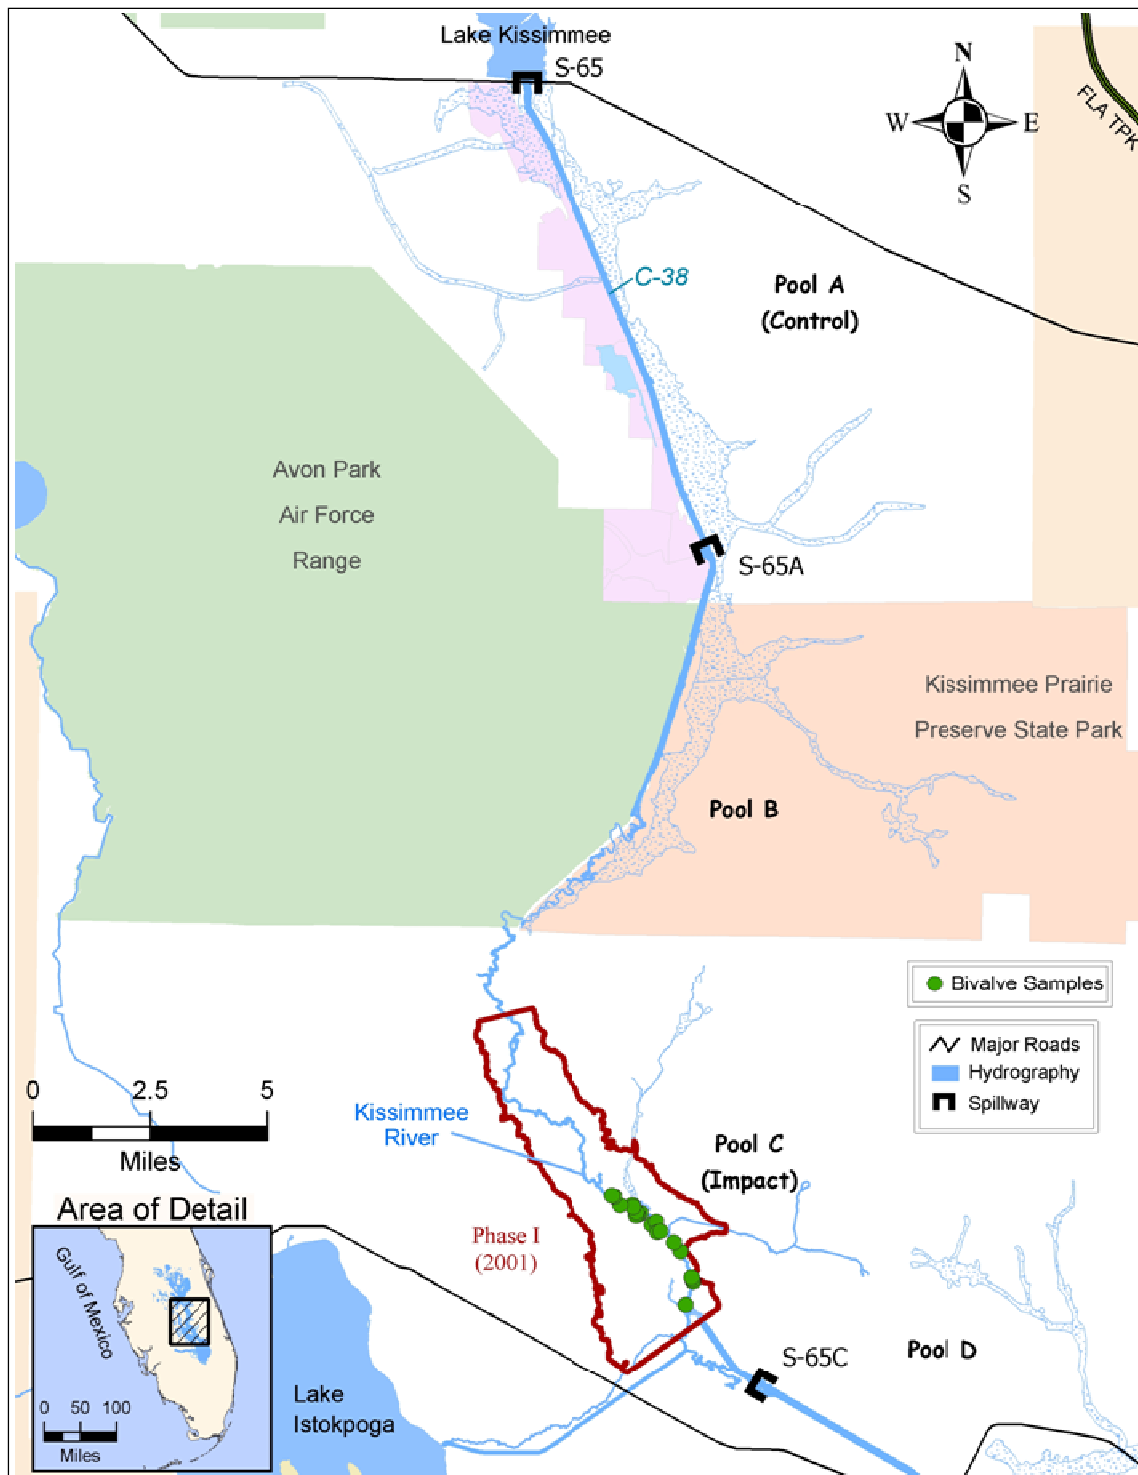 Lake Kissimmee
S-65
N
W
E
S
FLA TPK
C-38
Pool A
(Control)
Avon Park
Air Force
Range
S-65A
Kissimmee Prairie
Preserve State Park
Pool B
Bivalve Samples
Major Roads
Hydrography
Spillway
0 2.5 5
Miles
Kissimmee
River
Pool C
(Impact)
Phase I
(2001)
Area of Detail
Gulf of Mexico
0 50 100
Miles
Lake
Istokpoga
S-65C
Pool D